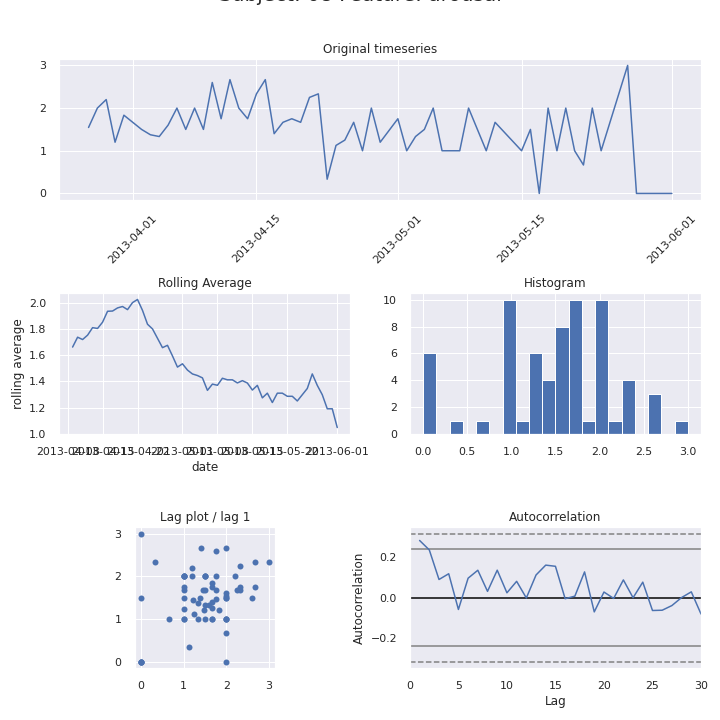 Original timeseries
3
2
1
0
2013-04-01
2013-04-15
2013-05-01
2013-05-15
2013-06-01
Rolling Average
rolling average
2.0
1.8
1.6
1.4
1.2
1.0
2013-06-01
date
Histogram
10
8
6
4
2
0
0.0 0.5 1.0 1.5 2.0 2.5 3.0
Lag plot / lag 1
3
2
1
0
0 1 2 3
Autocorrelation
Autocorrelation
0.2
0.0
−0.2
0 5 10 15 20 25 30
Lag